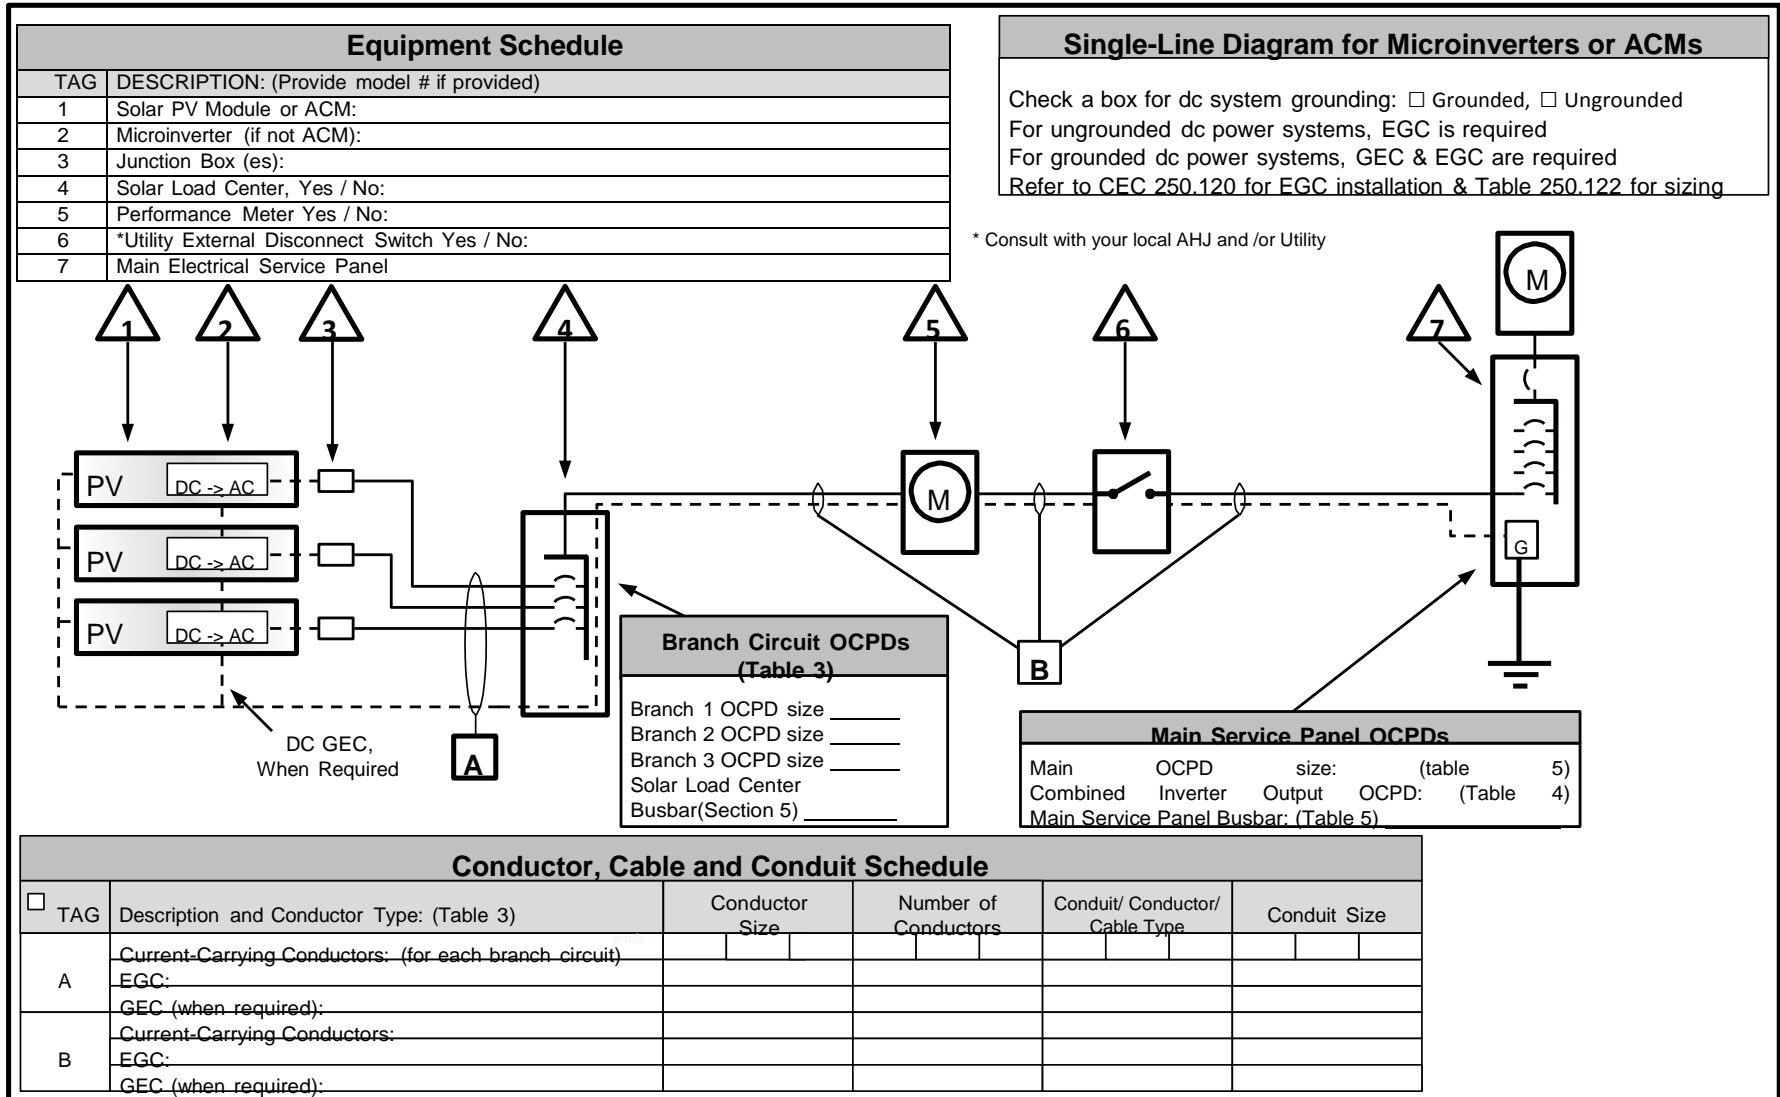 Equipment Schedule
TAG DESCRIPTION: (Provide model # if provided)
1 Solar PV Module or ACM:
2 Microinverter (if not ACM):
3 Junction Box (es):
4 Solar Load Center, Yes / No:
5 Performance Meter Yes / No:
6 *Utility External Disconnect Switch Yes / No:
7 Main Electrical Service Panel
Single-Line Diagram for Microinverters or ACMs
Check a box for dc system grounding: ☐ Grounded, ☐ Ungrounded
For ungrounded dc power systems, EGC is required
For grounded dc power systems, GEC & EGC are required
Refer to CEC 250.120 for EGC installation & Table 250.122 for sizing
* Consult with your local AHJ and /or Utility
M
1 2 3 4 5 6 7
PV DC -> AC
M
PV DC -> AC
G
PV DC -> AC
DC GEC,
When Required
A
Branch Circuit OCPDs
(Table 3)
Branch 1 OCPD size ______
Branch 2 OCPD size ______
Branch 3 OCPD size ______
Solar Load Center
Busbar(Section 5) ________
B
Main Service Panel OCPDs
Main OCPD size: (table 5)
Combined Inverter Output OCPD: (Table 4)
Main Service Panel Busbar: (Table 5)_______________
Conductor, Cable and Conduit Schedule
☐ TAG Description and Conductor Type: (Table 3) Conductor Size Number of Conductors Conduit/ Conductor/ Cable Type Conduit Size
A
Current-Carrying Conductors: (for each branch circuit)
EGC:
GEC (when required):
B
Current-Carrying Conductors:
EGC:
GEC (when required):